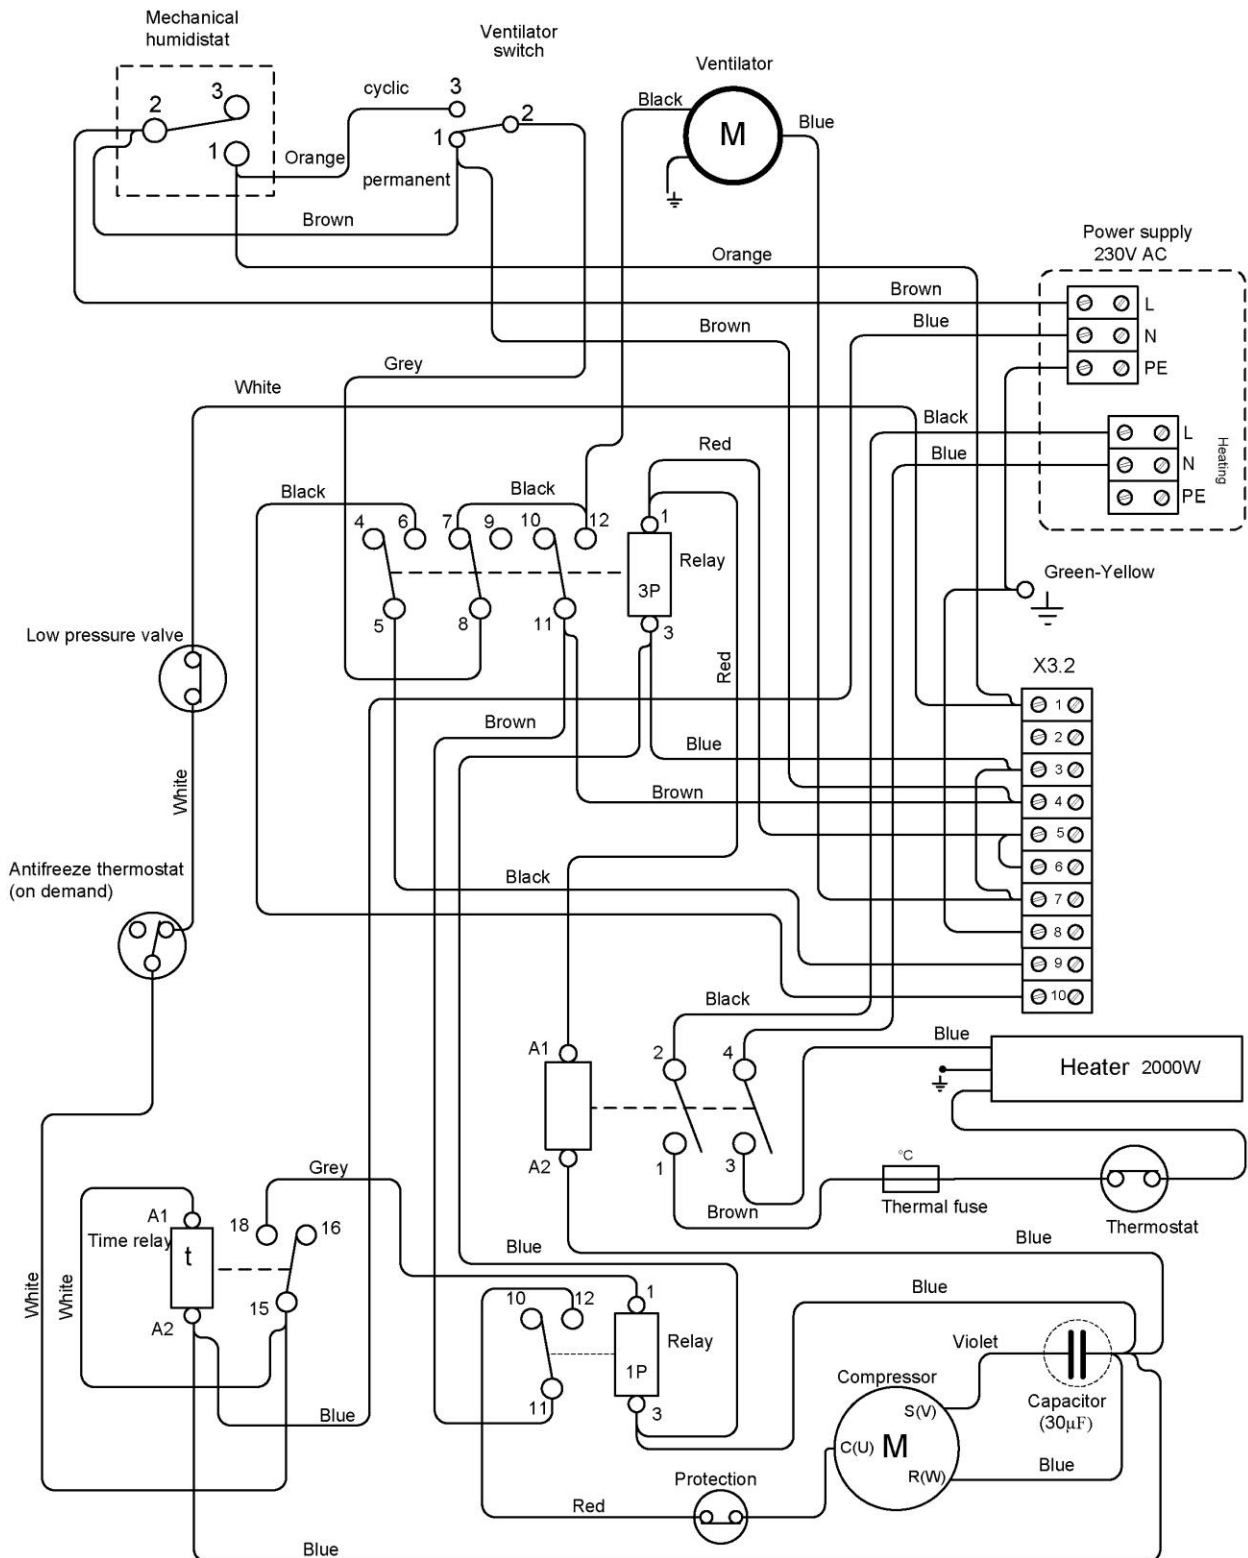 Mechanical
humidistat
Ventilator
switch
Ventilator
cyclic
3
2
3
2
1
1
Black
Blue
M
Orange
permanent
Brown
Orange
Power supply
230V AC
Brown
L
Blue
N
Brown
PE
Grey
White
Black
L
Red
Blue
N
Heating
PE
Black
Black
4
6
7
9
10
12
1
Relay
3P
Green-Yellow
5
8
11
3
Low pressure valve
Red
X3.2
1
Brown
2
Blue
3
White
Brown
4
5
Antifreeze thermostat
(on demand)
6
Black
7
8
9
Black
10
Blue
A1
2
4
Heater 2000W
A2
1
3
°C
Grey
Thermal fuse
Thermostat
Brown
A1
Time relay
t
18
16
Blue
Blue
White
White
15
A2
10
12
1
Blue
Relay
1P
Violet
Compressor
Capacitor
(30µF)
S(V)
11
3
Blue
C(U)
M
R(W)
Blue
Protection
Red
Blue